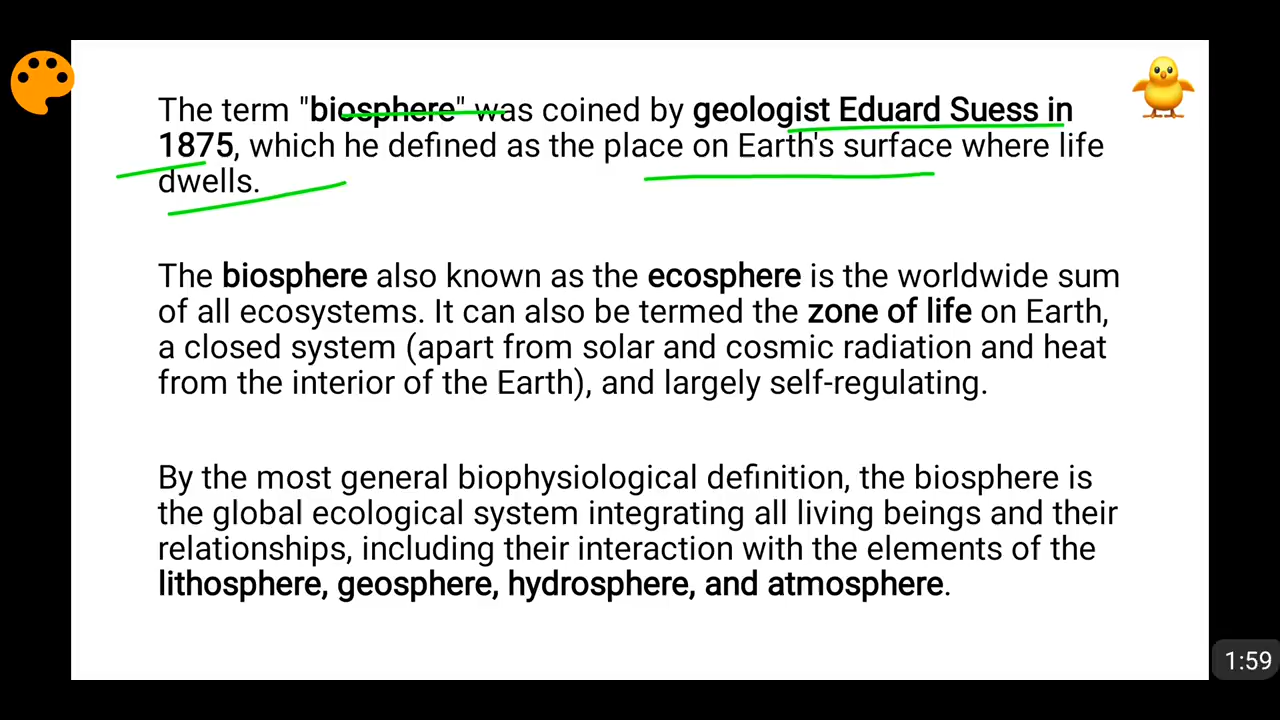 The term "biosphere" was coined by geologist Eduard Suess in
1875, which he defined as the place on Earth's surface where life
dwells.
The biosphere also known as the ecosphere is the worldwide sum
of all ecosystems. It can also be termed the zone of life on Earth,
a closed system (apart from solar and cosmic radiation and heat
from the interior of the Earth), and largely self-regulating.
By the most general biophysiological definition, the biosphere is
the global ecological system integrating all living beings and their
relationships, including their interaction with the elements of the
lithosphere, geosphere, hydrosphere, and atmosphere.
1:59